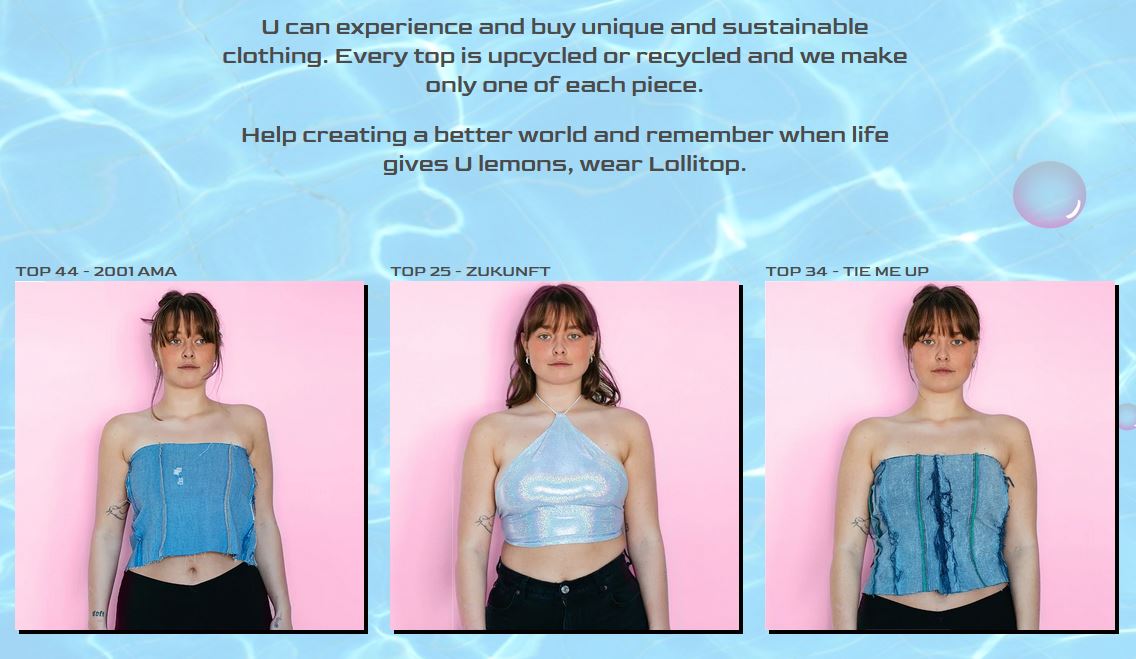 U can experience and buy unique and sustainable
clothing. Every top is upcycled or recycled and we make
only one of each piece.
Help creating a better world and remember when life
gives U lemons, wear Lollitop.
TOP 44 - 2001 AMA
TOP 25 - ZUKUNFT
TOP 34 - TIE ME UP
soft